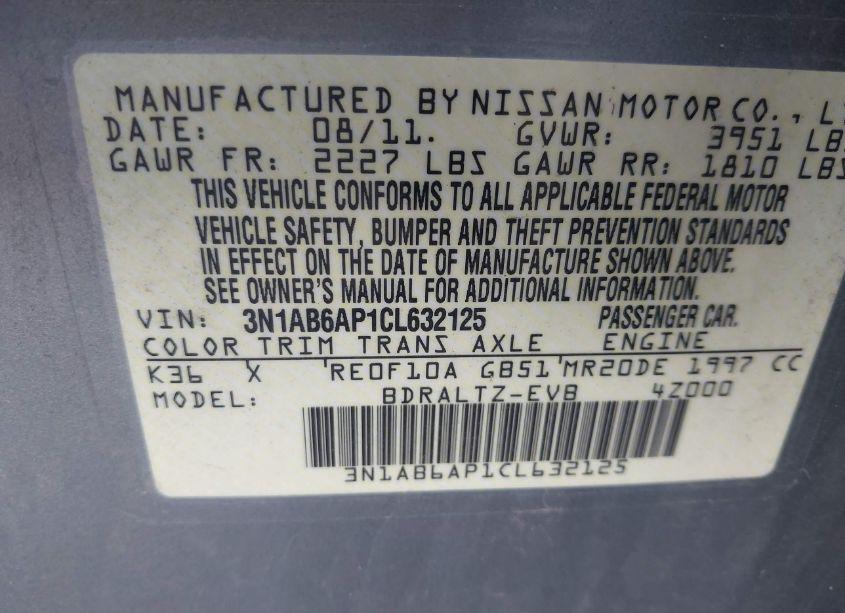 MANUFACTURED BY NISSAN MOTOR CO.,
DATE: 08/11. GVWR: 3951 LBS
GAWR FR: 2227 LBS GAWR RR: 1810 LBS
THIS VEHICLE CONFORMS TO ALL APPLICABLE FEDERAL MOTOR
VEHICLE SAFETY, BUMPER AND THEFT PREVENTION STANDARDS
IN EFFECT ON THE DATE OF MANUFACTURE SHOWN ABOVE.
SEE OWNER'S MANUAL FOR ADDITIONAL INFORMATION.
VIN: 3N1AB6AP1CL632125 PASSENGER CAR.
COLOR TRIM TRANS AXLE ENGINE
K36 X RE0F10A GB51 MR20DE 1997 CC
MODEL: BDRALTZ-EVB 4Z000
3N1AB6AP1CL632125